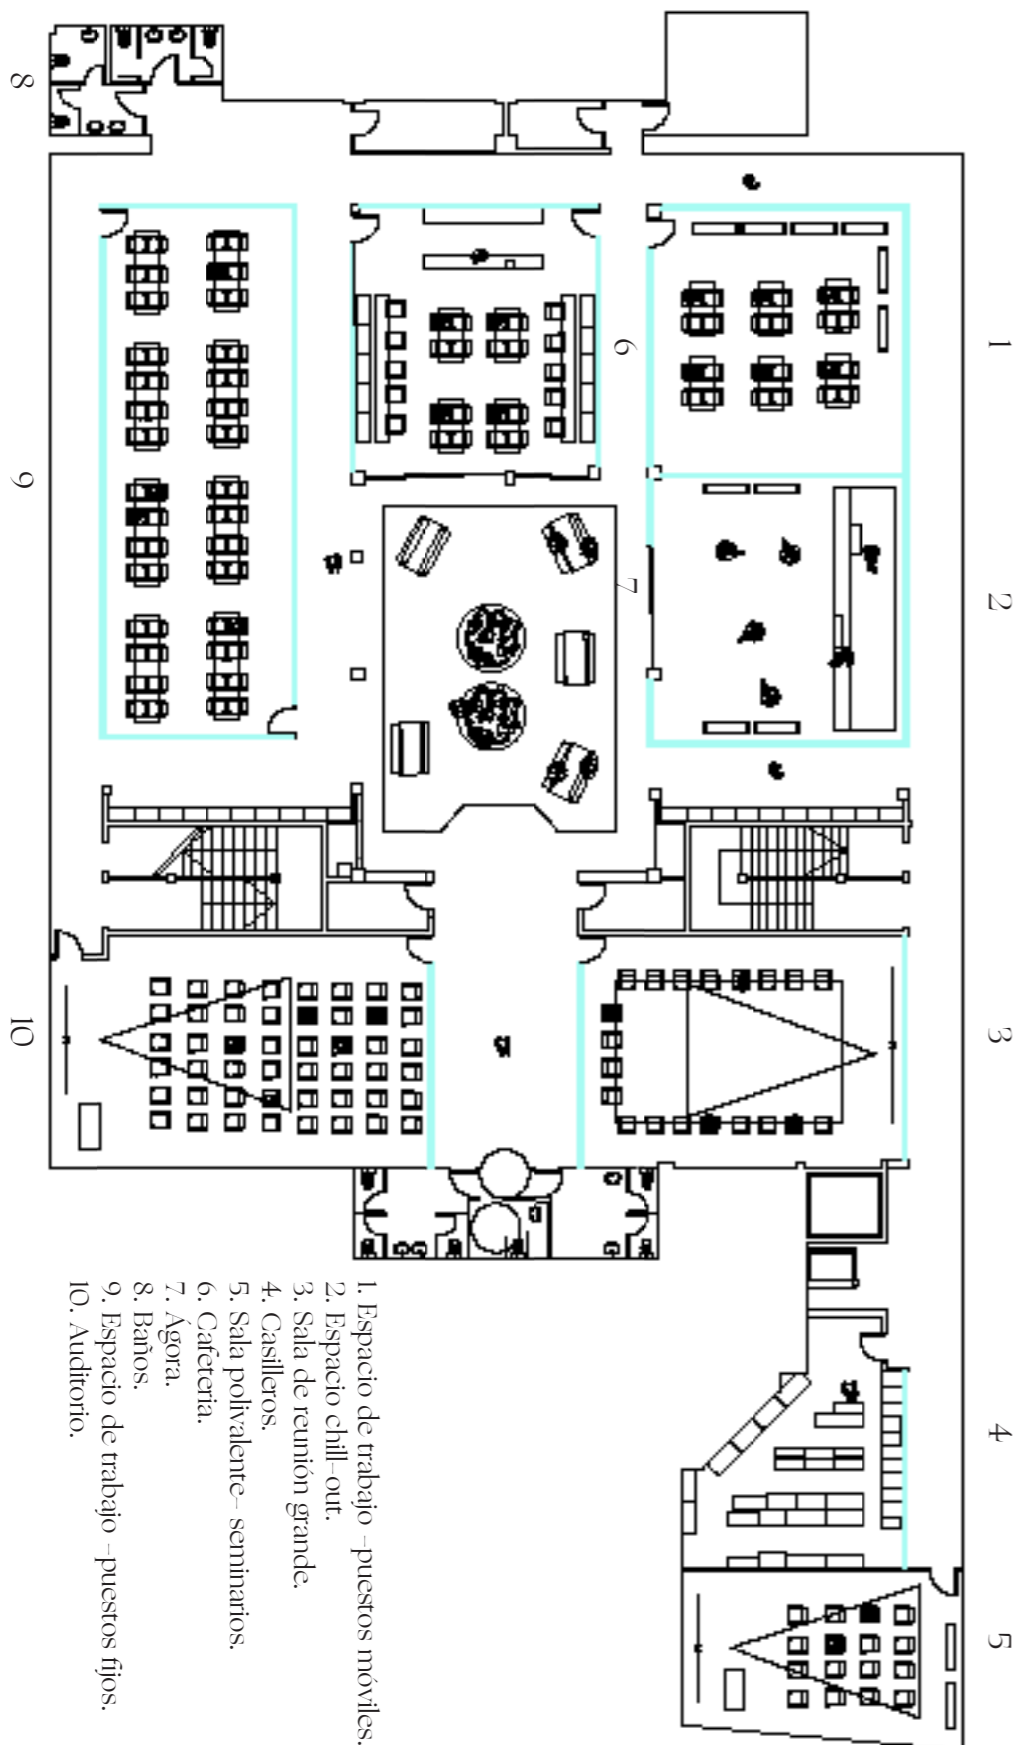 1 2 3 4 5
6 7
1. Espacio de trabajo -puestos móviles.
2. Espacio chill-out.
3. Sala de reunión grande.
4. Casilleros.
5. Sala polivalente- seminarios.
6. Cafetería.
7. Ágora.
8. Baños.
9. Espacio de trabajo -puestos fijos.
10. Auditorio.
8 9 10